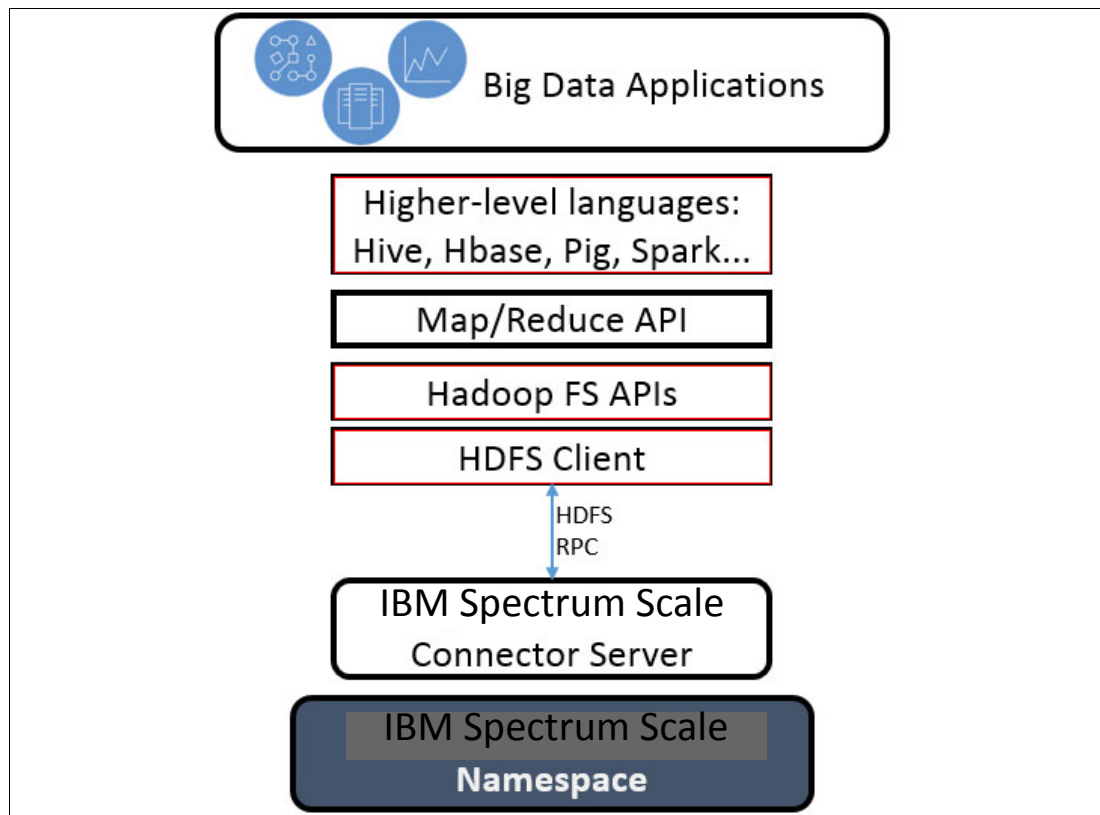 Big Data Applications
Higher-level languages:
Hive, Hbase, Pig, Spark...
Map/Reduce API
Hadoop FS APIs
HDFS Client
HDFS
RPC
IBM Spectrum Scale
Connector Server
IBM Spectrum Scale
Namespace